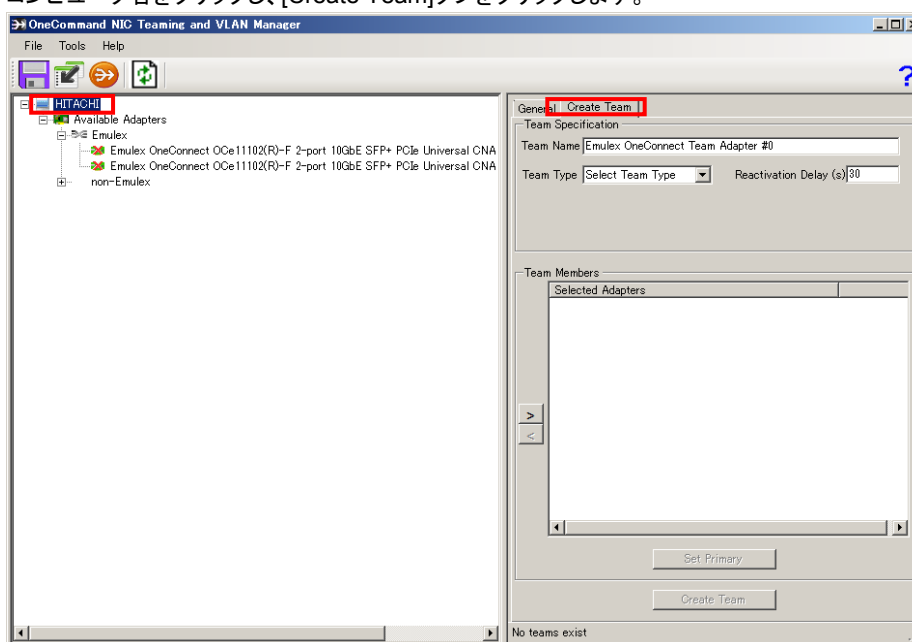 コンピュータ名をクリックし、[Create Team]タブをクリックします。
OneCommand NIC Teaming and VLAN Manager
File Tools Help
HITACHI
Available Adapters
Emulex
Emulex OneConnect OCe11102(R)-F 2-port 10GbE SFP+ PCIe Universal CNA
Emulex OneConnect OCe11102(R)-F 2-port 10GbE SFP+ PCIe Universal CNA
non-Emulex
General Create Team
Team Specification
Team Name Emulex OneConnect Team Adapter #0
Team Type Select Team Type Reactivation Delay (s) 30
Team Members
Selected Adapters
>
<
Set Primary
Create Team
No teams exist